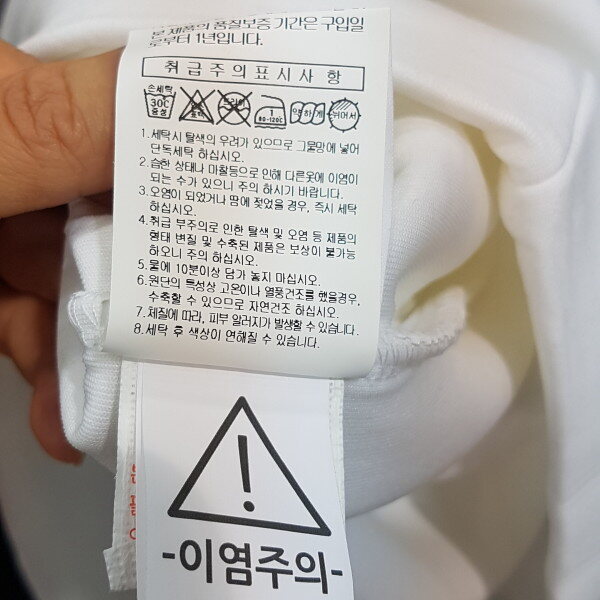 본 제품의 품질보증 기간은 구입일
로부터 1년입니다.
취급주의표시사항
손세탁
30℃
중성
1
80~120℃
약하게
뉘어서
1. 세탁시 탈색의 우려가 있으므로 그물망에 넣어
단독세탁 하십시오.
2. 습한 상태나 마찰등으로 인해 다른옷에 이염이
되는 수가 있으니 주의 하시기 바랍니다.
3. 오염이 되었거나 땀에 젖었을 경우, 즉시 세탁
하십시오.
4. 취급 부주의로 인한 탈색 및 오염 등 제품의
형태 변질 및 수축된 제품은 보상이 불가능
하오니 주의 하십시오.
5. 물에 10분이상 담가 놓지 마십시오.
6. 원단의 특성상 고온이나 열풍건조를 했을경우,
수축할 수 있으므로 자연건조 하십시오.
7. 체질에 따라, 피부 알러지가 발생할 수 있습니다.
8. 세탁 후 색상이 연해질 수 있습니다.
!
-이염주의-